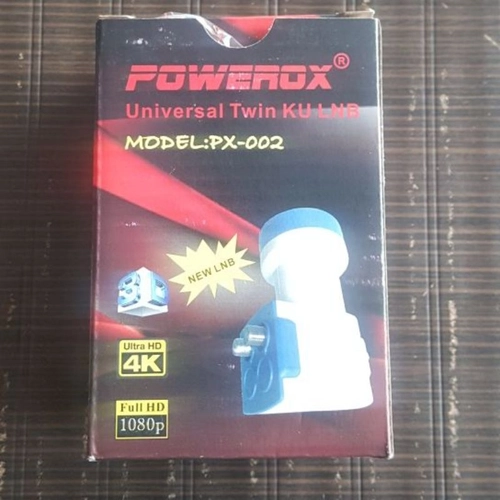 POWEROX®
Universal Twin KU LNB
MODEL:PX-002
NEW LNB
3D
Ultra HD
4K
Full HD
1080p